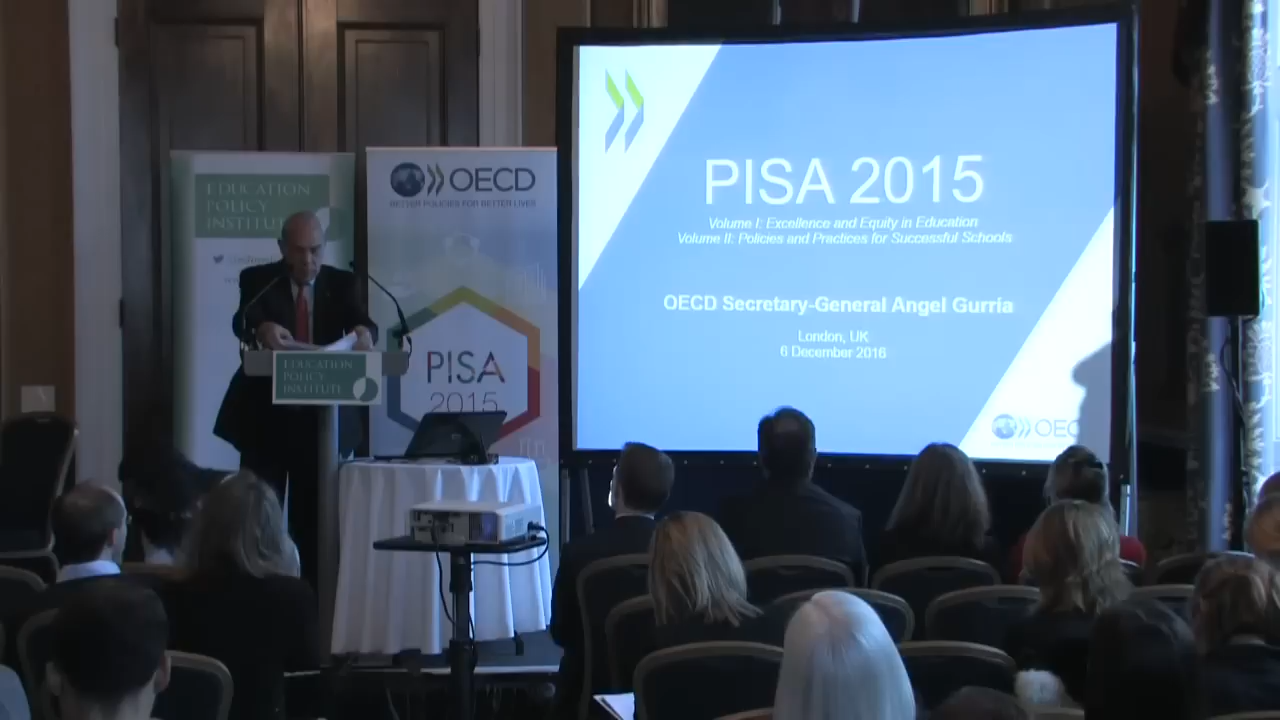 EDUCATION
POLICY
INSTITUTE
OECD
BETTER POLICIES FOR BETTER LIVES
PISA
2015
EDUCATION
POLICY
INSTITUTE
PISA 2015
Volume I: Excellence and Equity in Education
Volume II: Policies and Practices for Successful Schools
OECD Secretary-General Angel Gurría
London, UK
6 December 2016
OECD